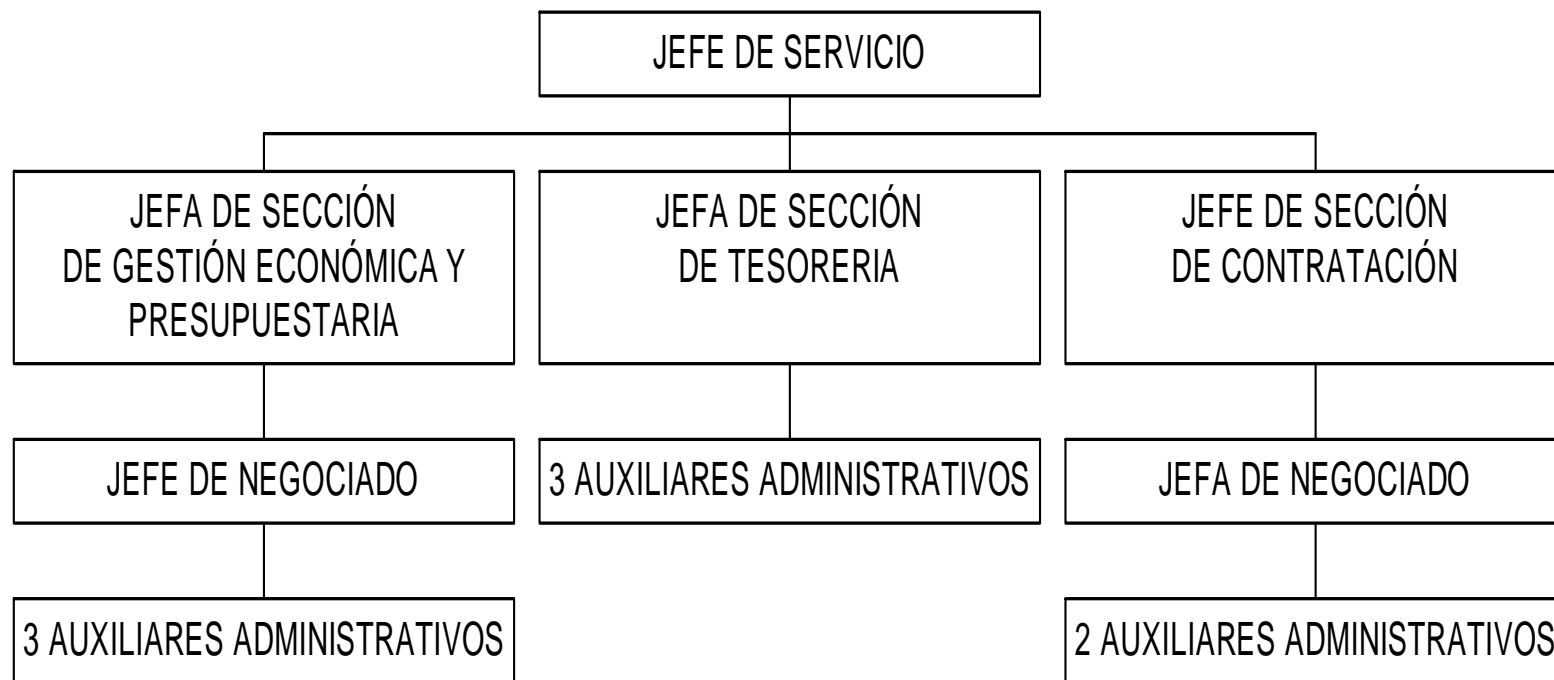 JEFE DE SERVICIO
JEFA DE SECCIÓN
DE GESTIÓN ECONÓMICA Y
PRESUPUESTARIA
JEFA DE SECCIÓN
DE TESORERIA
JEFE DE SECCIÓN
DE CONTRATACIÓN
JEFE DE NEGOCIADO
3 AUXILIARES ADMINISTRATIVOS
JEFA DE NEGOCIADO
3 AUXILIARES ADMINISTRATIVOS
2 AUXILIARES ADMINISTRATIVOS